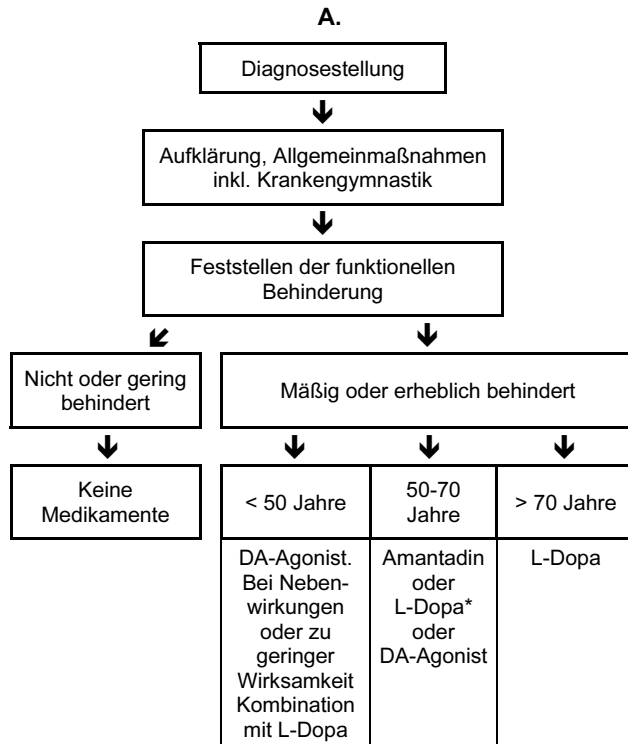 A.
Diagnosestellung
Aufklärung, Allgemeinmaßnahmen
inkl. Krankengymnastik
Feststellen der funktionellen
Behinderung
Nicht oder gering
behindert
Mäßig oder erheblich behindert
Keine
Medikamente
< 50 Jahre
50-70
Jahre
> 70 Jahre
DA-Agonist.
Bei Neben-
wirkungen
oder zu
geringer
Wirksamkeit
Kombination
mit L-Dopa
Amantadin
oder
L-Dopa*
oder
DA-Agonist
L-Dopa